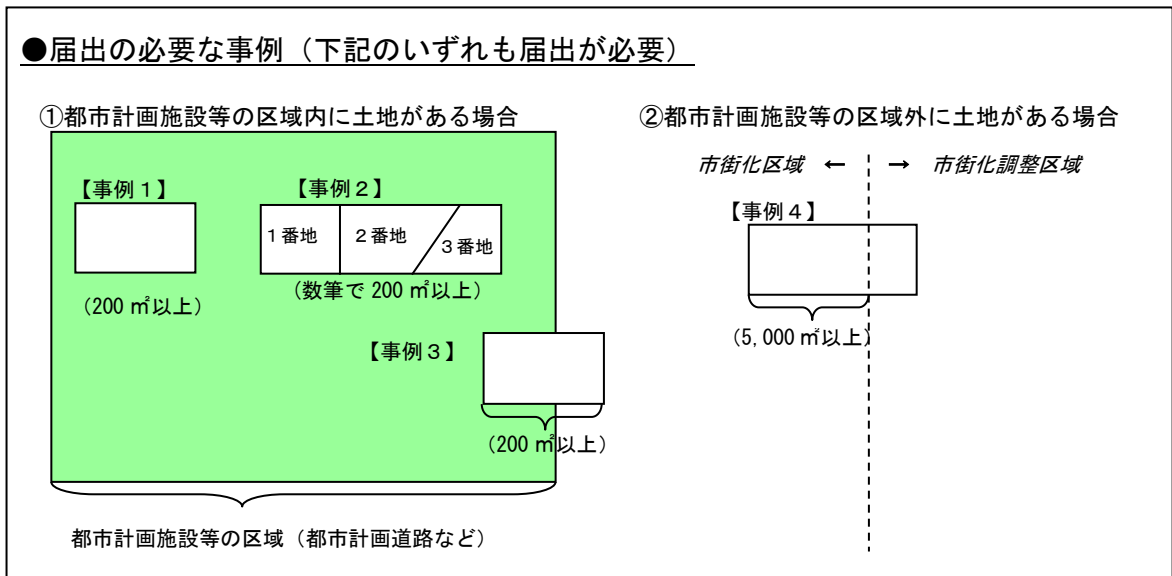 ●届出の必要な事例（下記のいずれも届出が必要）
①都市計画施設等の区域内に土地がある場合
【事例１】
（200 ㎡以上）
【事例２】
１番地
２番地
３番地
（数筆で 200 ㎡以上）
【事例３】
（200 ㎡以上）
都市計画施設等の区域（都市計画道路など）
②都市計画施設等の区域外に土地がある場合
市街化区域 ← → 市街化調整区域
【事例４】
（5,000 ㎡以上）